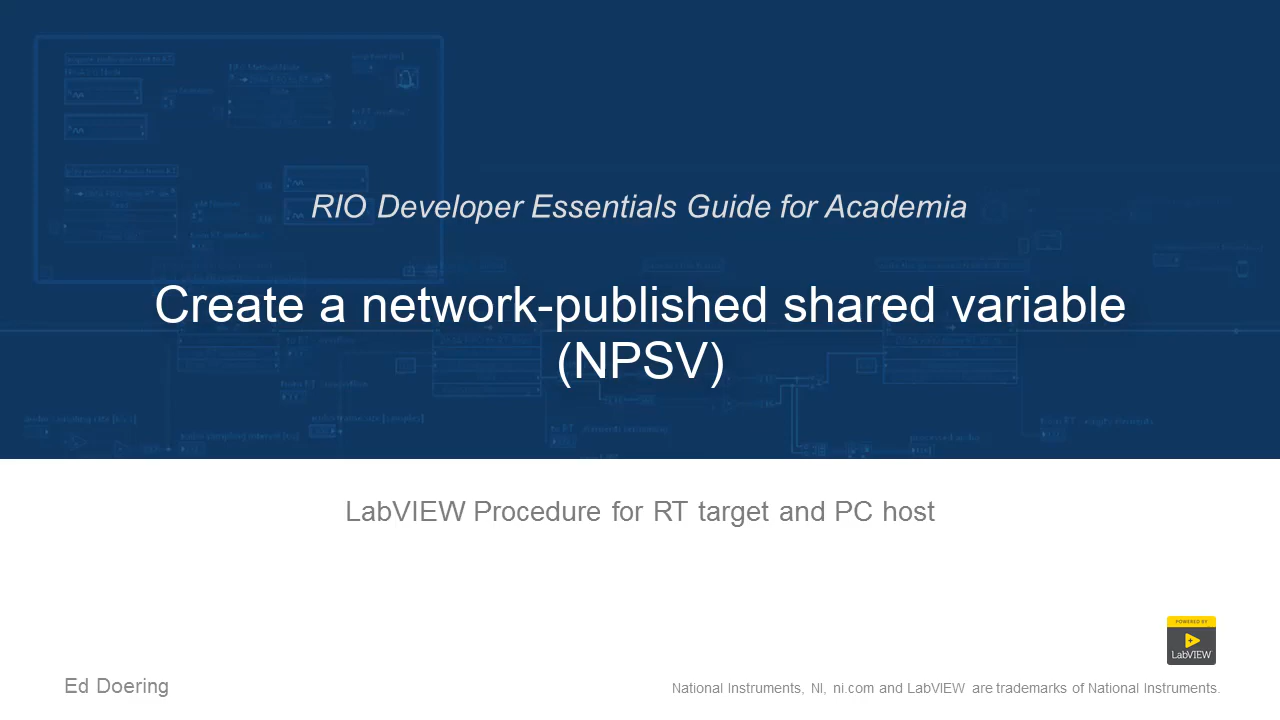 RIO Developer Essentials Guide for Academia
Create a network-published shared variable
(NPSV)
LabVIEW Procedure for RT target and PC host
POWERED BY
LabVIEW
Ed Doering
National Instruments, NI, ni.com and LabVIEW are trademarks of National Instruments.